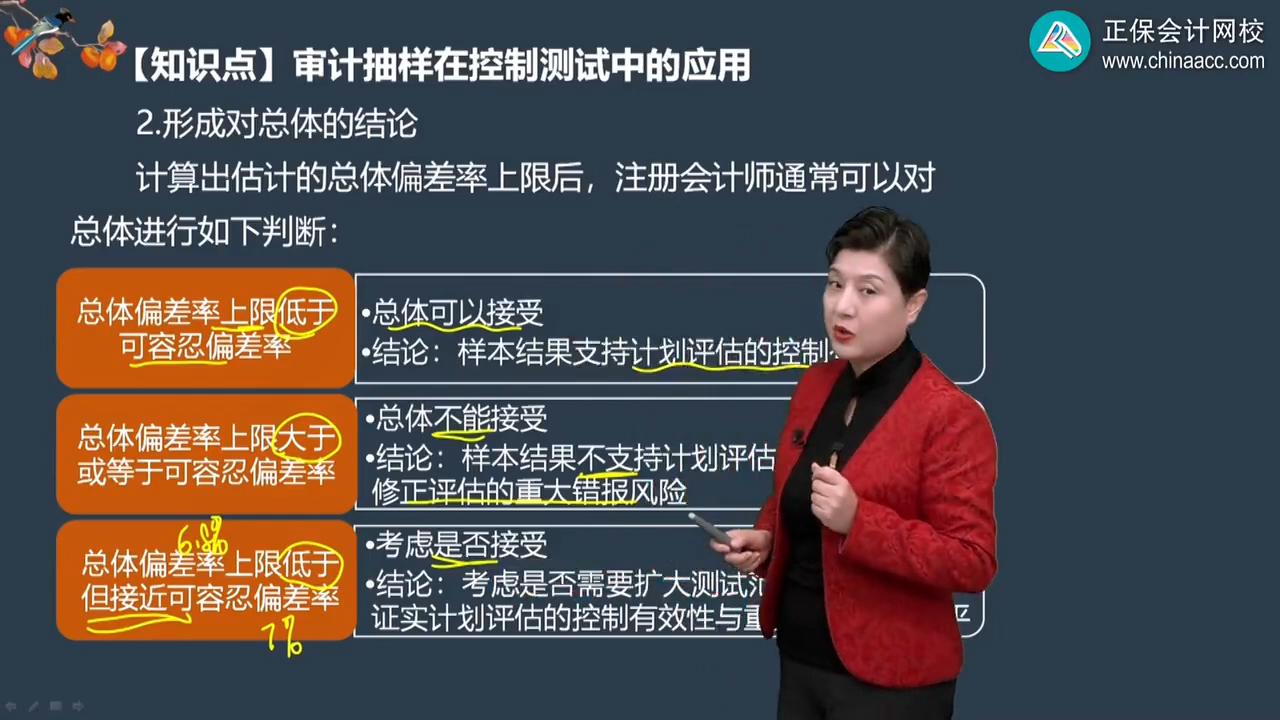 正保会计网校
www.chinaacc.com
【知识点】审计抽样在控制测试中的应用
2.形成对总体的结论
计算出估计的总体偏差率上限后，注册会计师通常可以对
总体进行如下判断：
总体偏差率上限低于
可容忍偏差率
•总体可以接受
•结论：样本结果支持计划评估的控制
总体偏差率上限大于
或等于可容忍偏差率
•总体不能接受
•结论：样本结果不支持计划评估
修正评估的重大错报风险
总体偏差率上限低于
但接近可容忍偏差率
7%
•考虑是否接受
•结论：考虑是否需要扩大测试范
证实计划评估的控制有效性与重
平